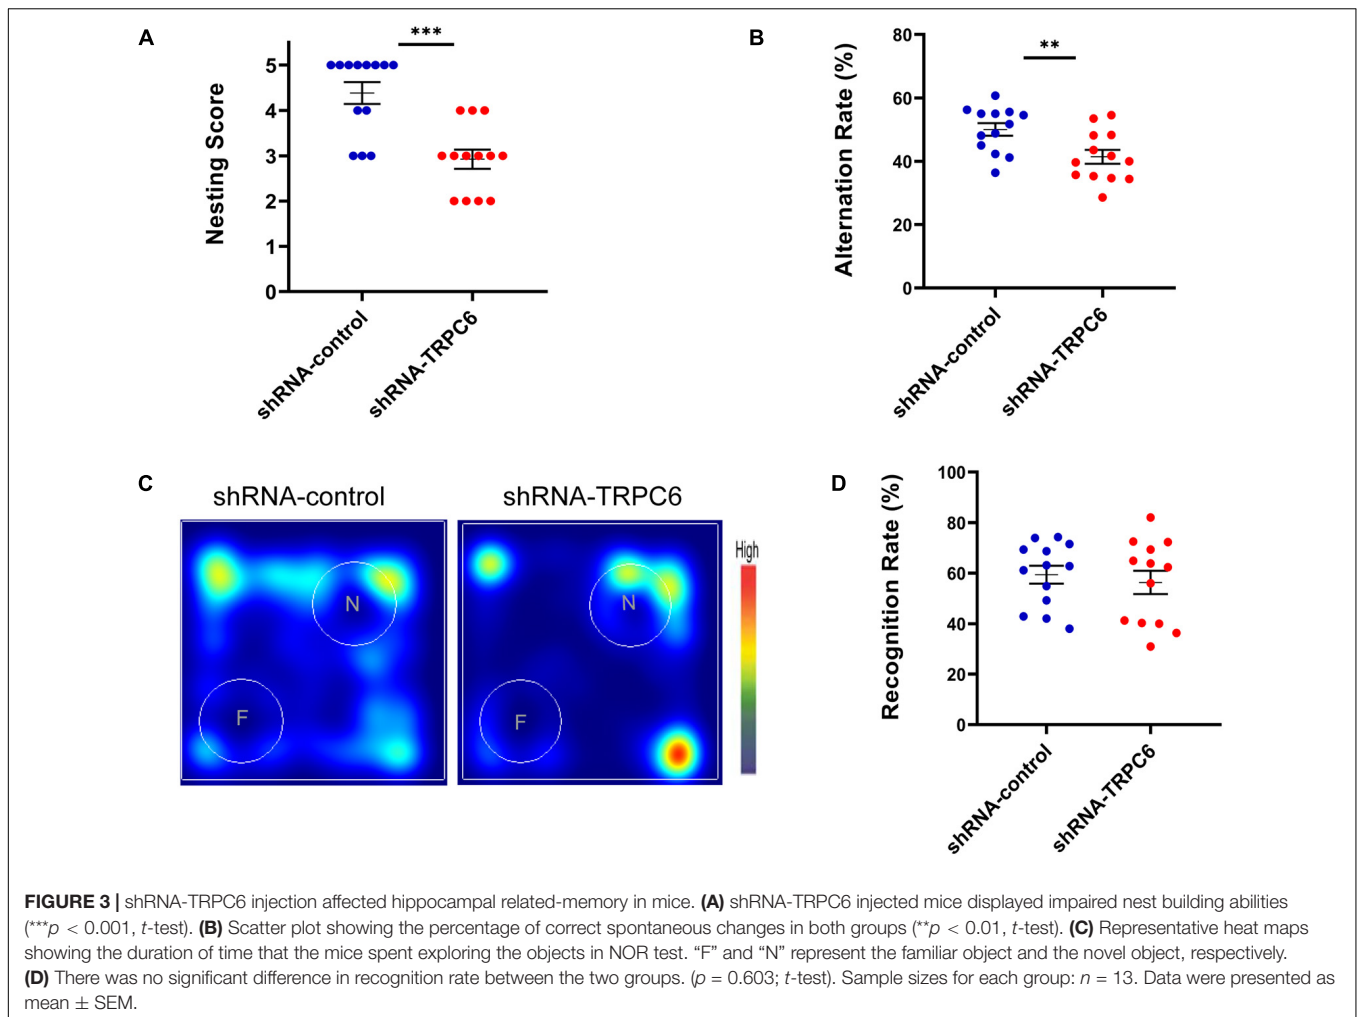 A
***
Nesting Score
5
4
3
2
1
0
shRNA-control
shRNA-TRPC6
B
**
Alternation Rate (%)
80
60
40
20
0
shRNA-control
shRNA-TRPC6
C
shRNA-control
shRNA-TRPC6
N
F
N
F
High
D
Recognition Rate (%)
100
80
60
40
20
0
shRNA-control
shRNA-TRPC6
FIGURE 3 | shRNA-TRPC6 injection affected hippocampal related-memory in mice. (A) shRNA-TRPC6 injected mice displayed impaired nest building abilities
(***p < 0.001, t-test). (B) Scatter plot showing the percentage of correct spontaneous changes in both groups (**p < 0.01, t-test). (C) Representative heat maps
showing the duration of time that the mice spent exploring the objects in NOR test. “F” and “N” represent the familiar object and the novel object, respectively.
(D) There was no significant difference in recognition rate between the two groups. (p = 0.603; t-test). Sample sizes for each group: n = 13. Data were presented as
mean ± SEM.